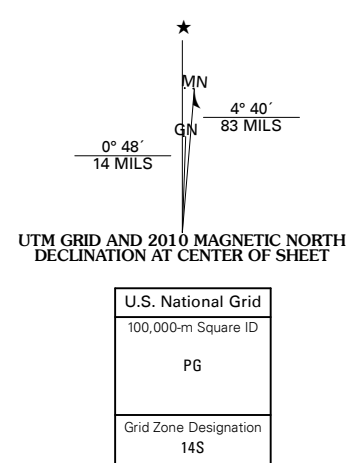 ★
MN
4° 40´
83 MILS
GN
0° 48´
14 MILS
UTM GRID AND 2010 MAGNETIC NORTH
DECLINATION AT CENTER OF SHEET
U.S. National Grid
100,000-m Square ID
PG
Grid Zone Designation
14S